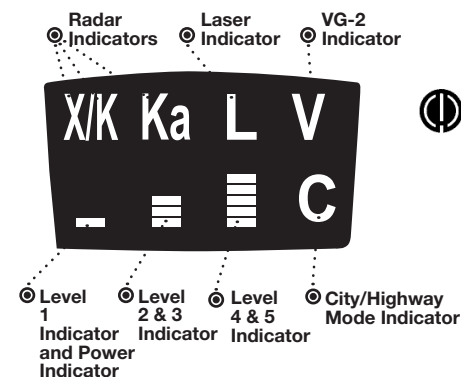 Radar
Indicators
Laser
Indicator
VG-2
Indicator
X/K Ka L V
C
Level
1
Indicator
and Power
Indicator
Level
2 & 3
Indicator
Level
4 & 5
Indicator
City/Highway
Mode Indicator